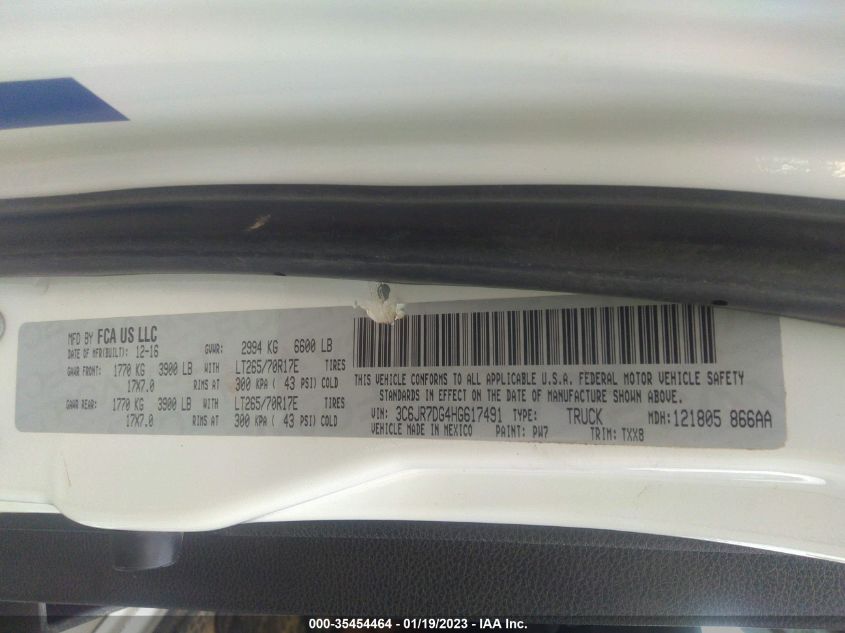 MFD BY FCA US LLC
DATE OF MFR(BUILT): 12-16 GVWR: 2994 KG 6600 LB
GAWR FRONT: 1770 KG 3900 LB WITH LT265/70R17E TIRES
17X7.0 RIMS AT 300 KPA ( 43 PSI) COLD
GAWR REAR: 1770 KG 3900 LB WITH LT265/70R17E TIRES
17X7.0 RIMS AT 300 KPA ( 43 PSI) COLD
THIS VEHICLE CONFORMS TO ALL APPLICABLE U.S.A. FEDERAL MOTOR VEHICLE SAFETY
STANDARDS IN EFFECT ON THE DATE OF MANUFACTURE SHOWN ABOVE.
VIN: 3C6JR7DG4HG617491 TYPE: TRUCK MDH: 121805 866AA
VEHICLE MADE IN MEXICO PAINT: PW7 TRIM: TXX8
000-35454464 - 01/19/2023 - IAA Inc.